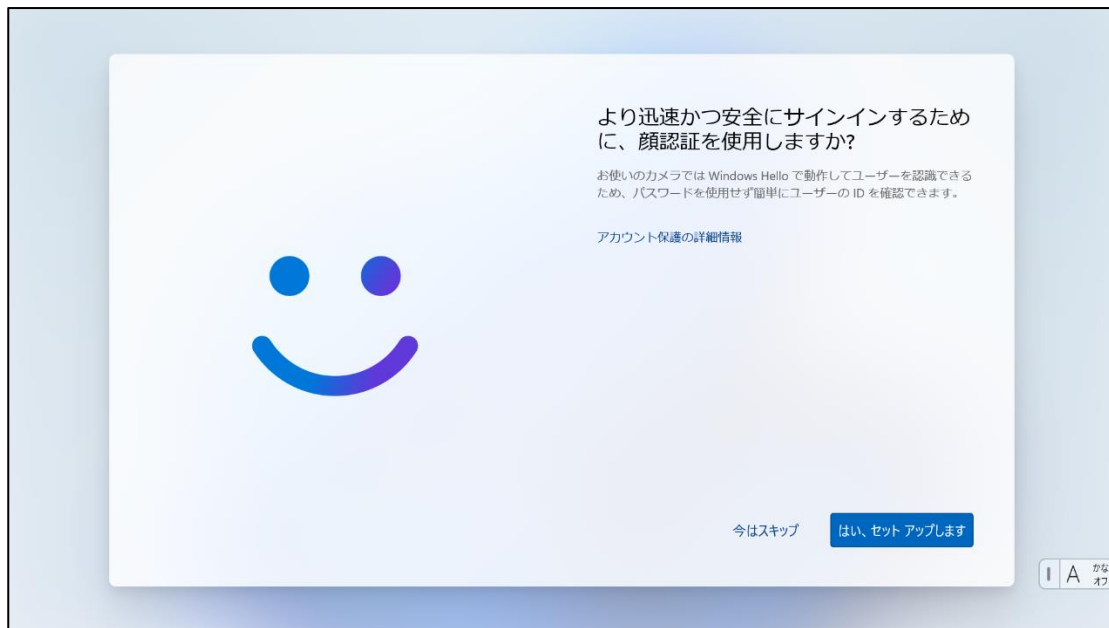 より迅速かつ安全にサインインするため
に、顔認証を使用しますか?
お使いのカメラでは Windows Hello で動作してユーザーを認識できる
ため、パスワードを使用せず簡単にユーザーの ID を確認できます。
アカウント保護の詳細情報
今はスキップ
はい、セット アップします
A
かな
オフ